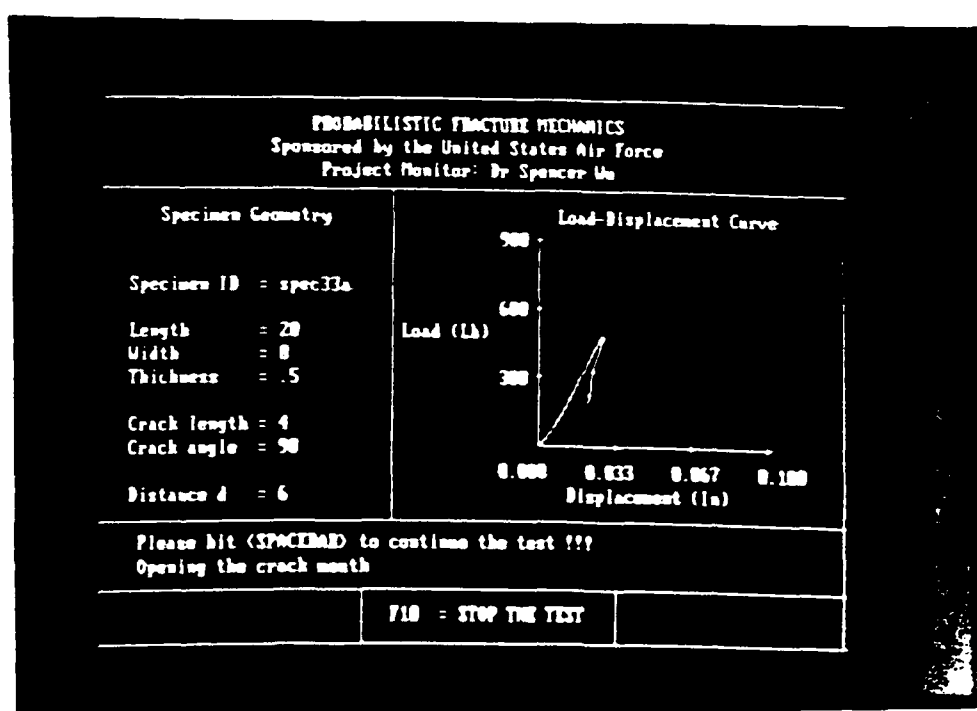 PROBABILISTIC FRACTURE MECHANICS
Sponsored by the United States Air Force
Project Monitor: Dr Spencer Wu
Specimen Geometry
Specimen ID = spec33a
Length = 20
Width = 8
Thickness = .5
Crack length = 4
Crack angle = 90
Distance d = 6
Load-Displacement Curve
900
600
Load (Lb)
300
0.000 0.033 0.067 0.100
Displacement (In)
Please hit <SPACEBAR> to continue the test !!!
Opening the crack mouth
F10 = STOP THE TEST